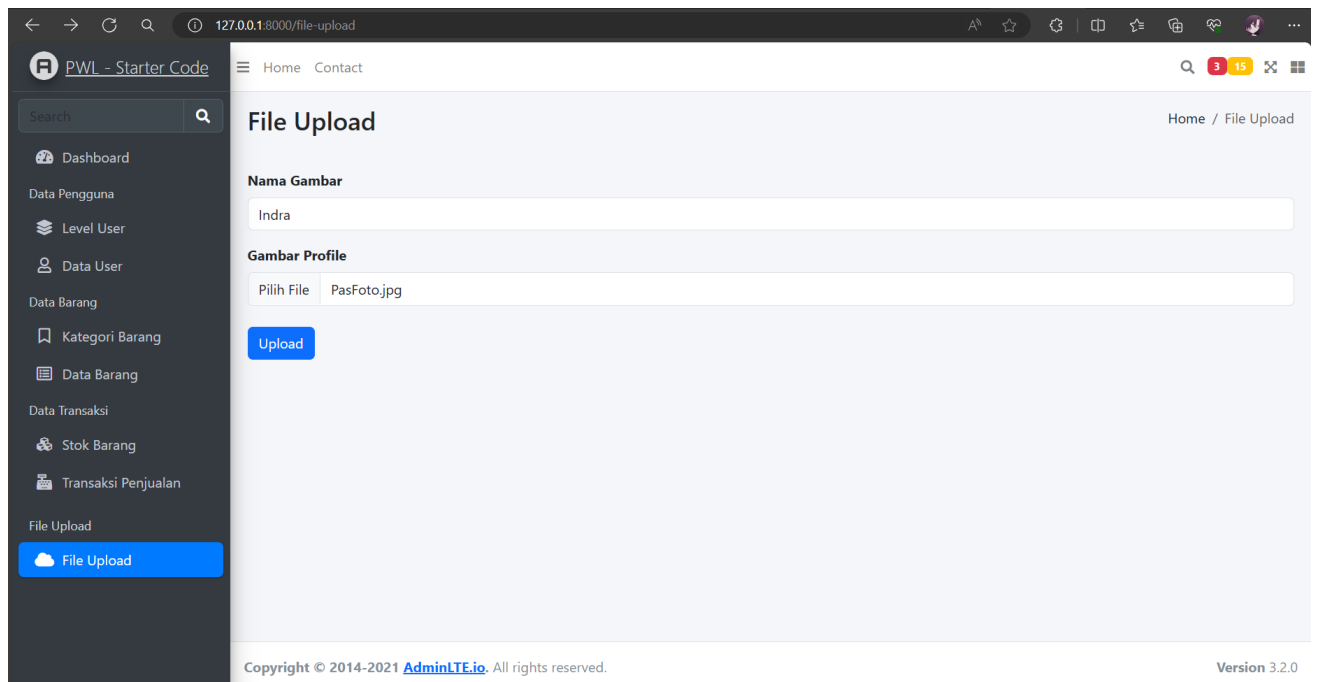 127.0.0.1:8000/file-upload
PWL - Starter Code
Home Contact
3 15
Search
Dashboard
Data Pengguna
Level User
Data User
Data Barang
Kategori Barang
Data Barang
Data Transaksi
Stok Barang
Transaksi Penjualan
File Upload
File Upload
File Upload
Home / File Upload
Nama Gambar
Indra
Gambar Profile
Pilih File PasFoto.jpg
Upload
Copyright © 2014-2021 AdminLTE.io. All rights reserved.
Version 3.2.0